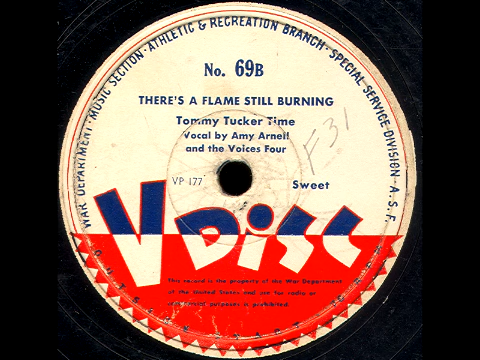 WAR DEPARTMENT · MUSIC SECTION · ATHLETIC & RECREATION BRANCH · SPECIAL SERVICE DIVISION · A.S.F.
No. 69B
THERE'S A FLAME STILL BURNING
Tommy Tucker Time
Vocal by Amy Arnell
and the Voices Four
F31
VP 177
Sweet
V DISC
This record is the property of the War Department
of the United States and use for radio or
commercial purposes is prohibited.